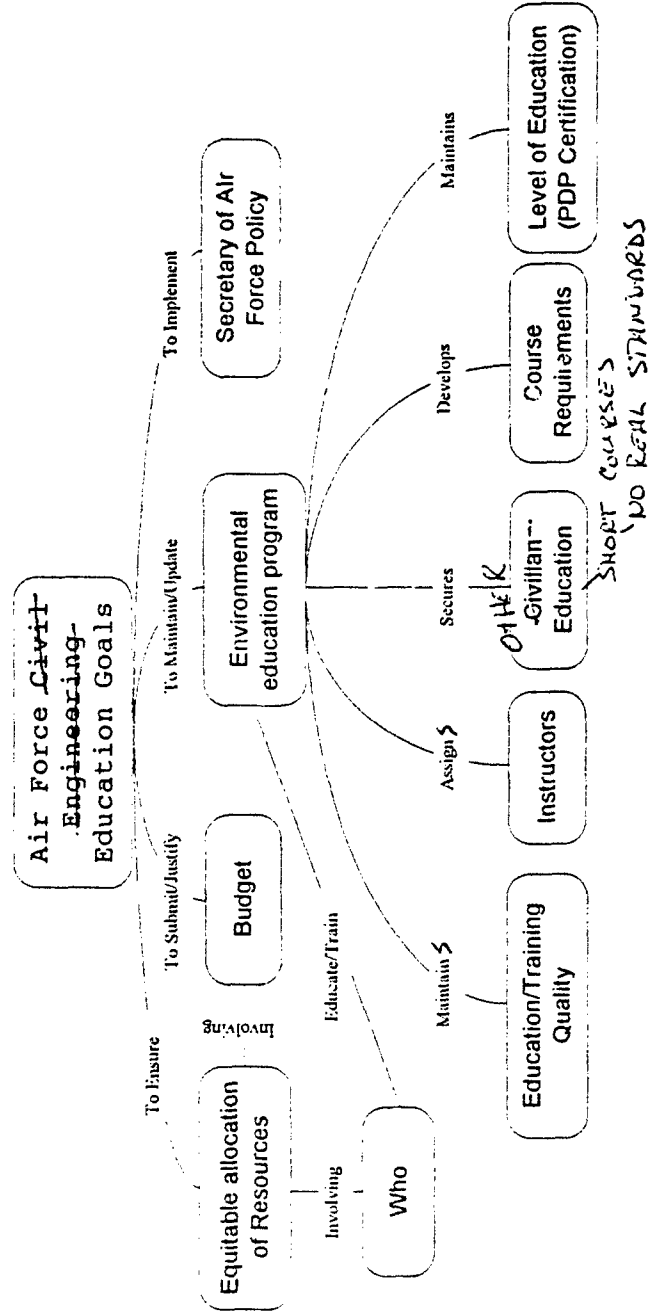 Air Force Civil
Engineering
Education Goals
To Ensure
To Submit/Justify
To Maintain/Update
To Implement
Equitable allocation
of Resources
Involving
Budget
Environmental
education program
Secretary of Air
Force Policy
Involving
Educate/Train
Who
Maintains
Assigns
Secures
Develops
Maintains
Education/Training
Quality
Instructors
OTHER
Civilian
Education
Course
Requirements
Level of Education
(PDP Certification)
SHORT COURSES
NO REAL STANDARDS